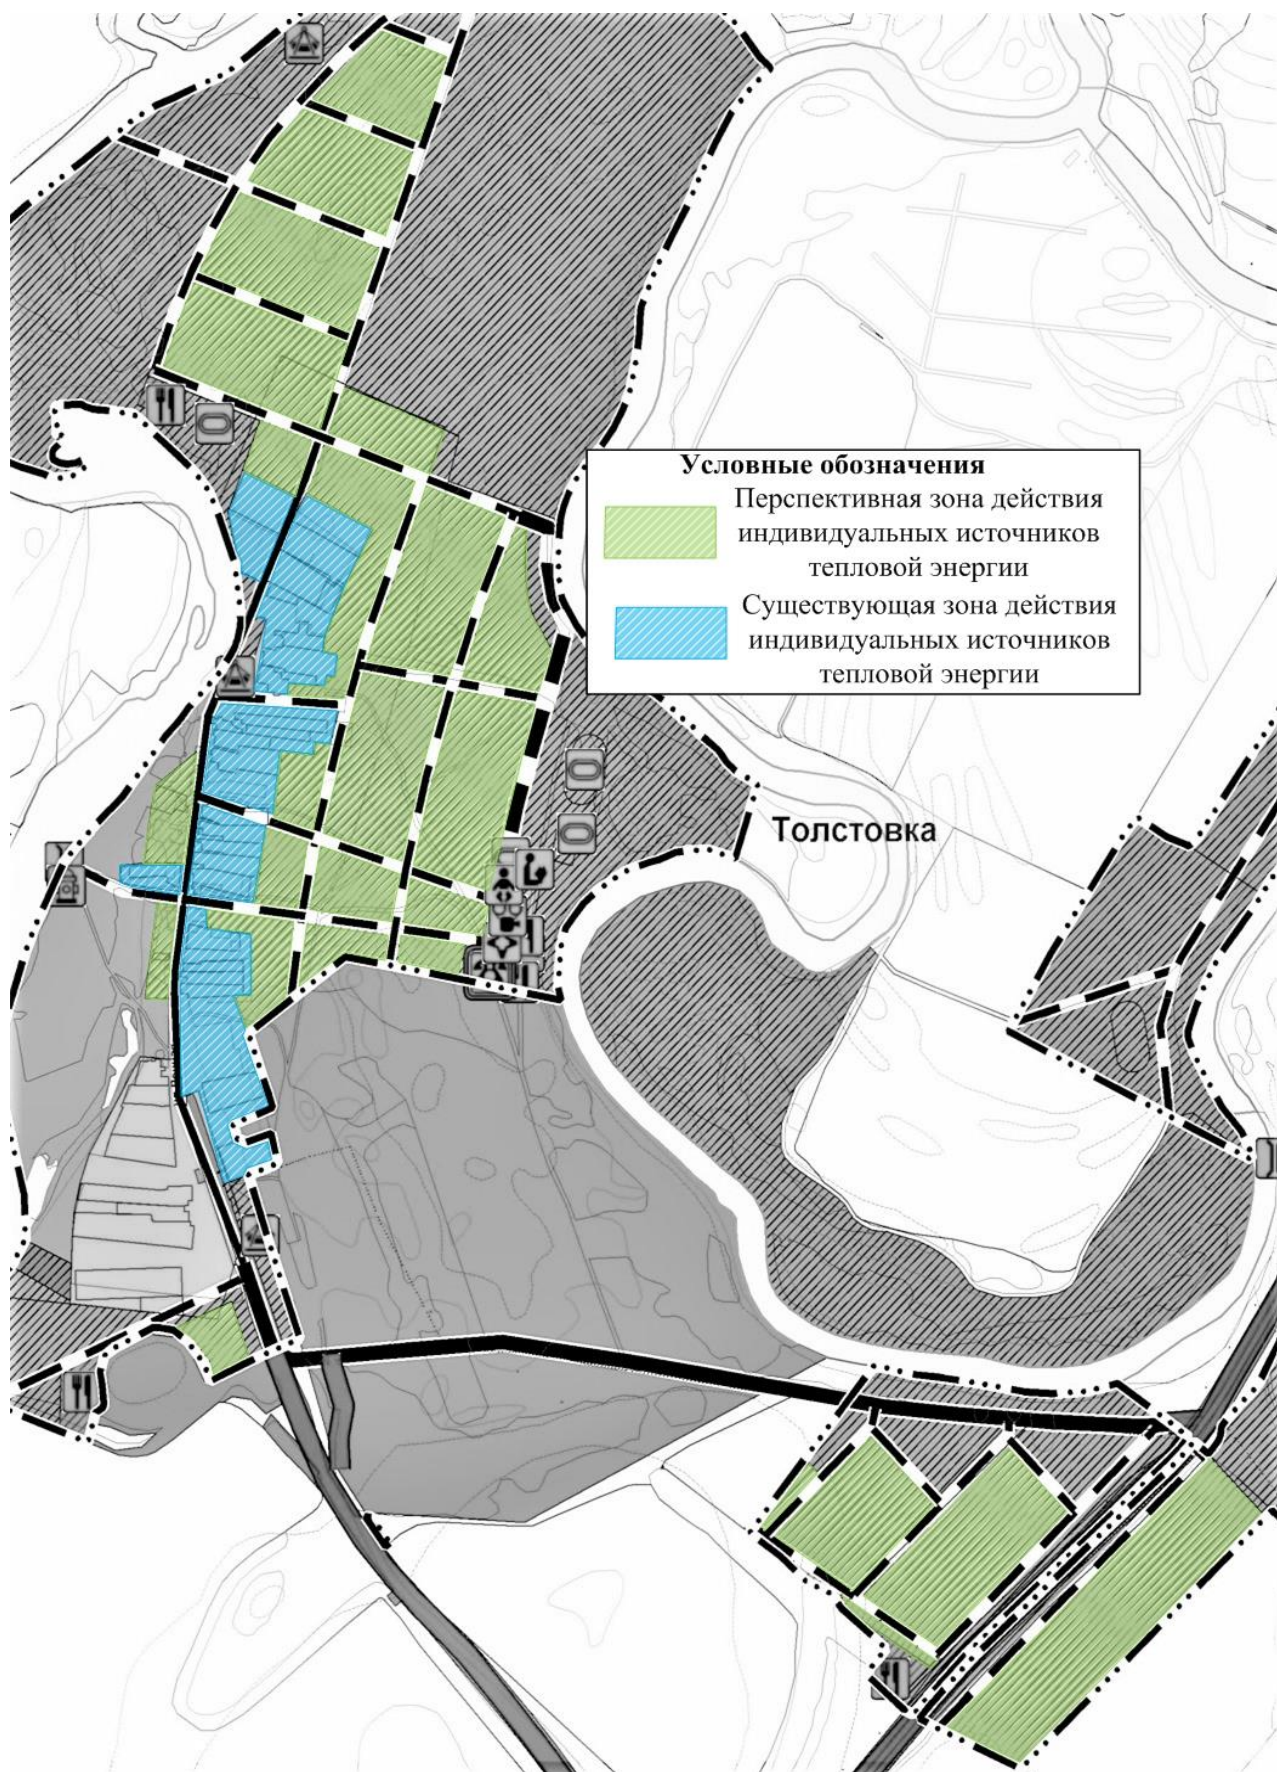 Условные обозначения
Перспективная зона действия
индивидуальных источников
тепловой энергии
Существующая зона действия
индивидуальных источников
тепловой энергии
Толстовка